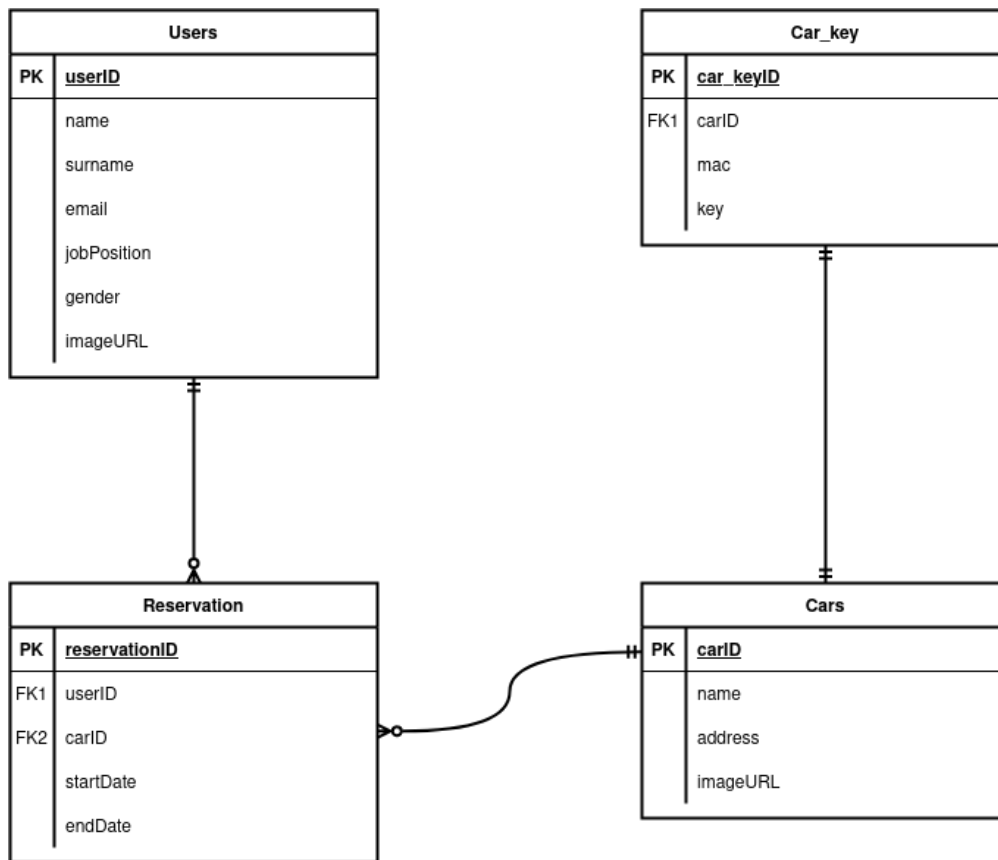 Users
PK userID
name
surname
email
jobPosition
gender
imageURL
Car_key
PK car_keyID
FK1 carID
mac
key
Reservation
PK reservationID
FK1 userID
FK2 carID
startDate
endDate
Cars
PK carID
name
address
imageURL